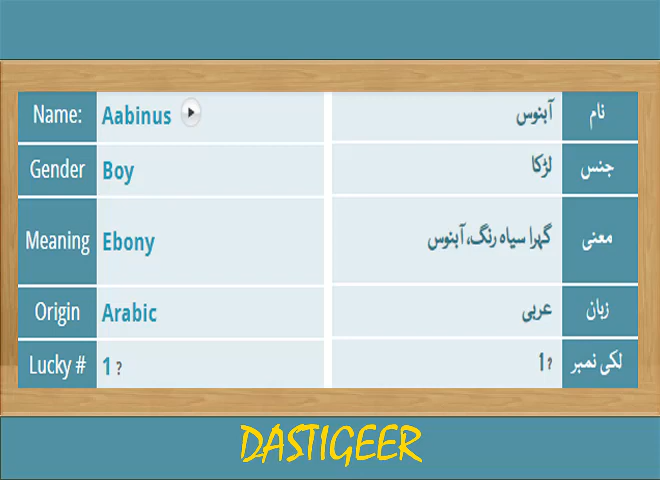 Name: Aabinus آبنوس نام
Gender Boy لڑکا جنس
Meaning Ebony گہرا سیاہ رنگ، آبنوس معنی
Origin Arabic عربی زبان
Lucky # 1 ? 1? لکی نمبر
DASTIGEER